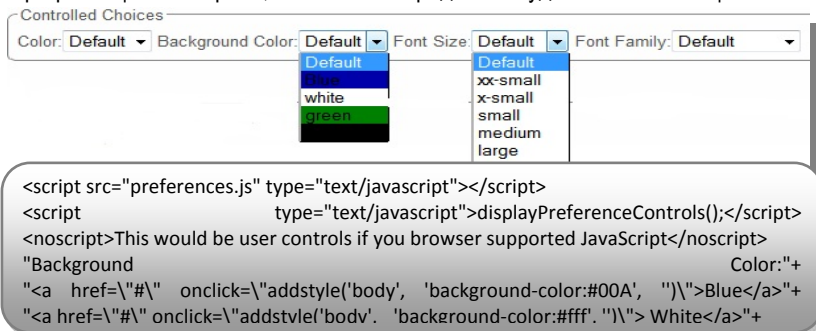 Controlled Choices
Color: Default Background Color: Default Font Size: Default Font Family: Default
Default Default
Blue xx-small
white x-small
green small
medium
large
<script src="preferences.js" type="text/javascript"></script>
<script type="text/javascript">displayPreferenceControls();</script>
<noscript>This would be user controls if you browser supported JavaScript</noscript>
"Background Color:"+
"<a href=\"#\" onclick=\"addstyle('body', 'background-color:#00A', '')\">Blue</a>"+
"<a href=\"#\" onclick=\"addstyle('body', 'background-color:#fff', '')\"> White</a>"+